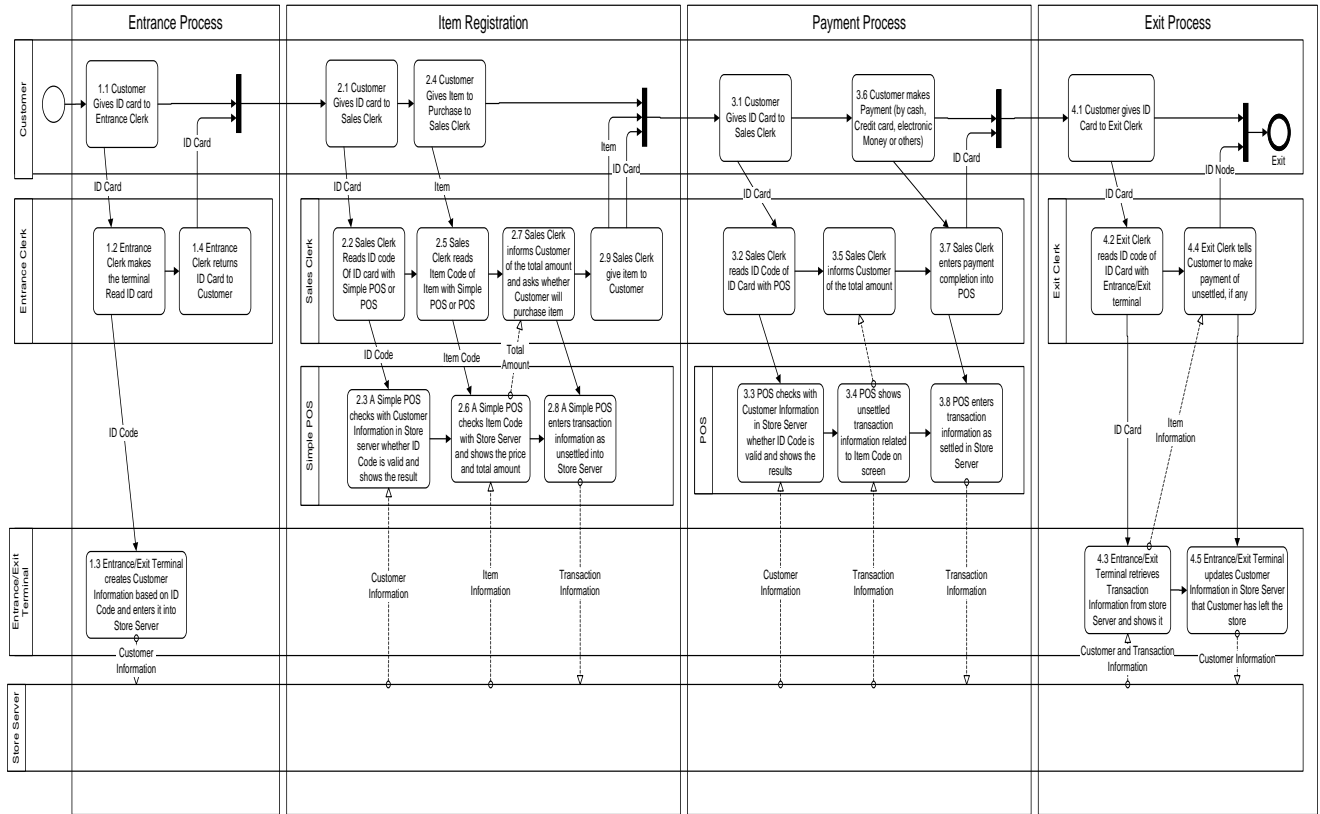 Entrance Process
Item Registration
Payment Process
Exit Process
Customer
1.1 Customer
Gives ID card to
Entrance Clerk
2.1 Customer
Gives ID card to
Sales Clerk
2.4 Customer
Gives Item to
Purchase to
Sales Clerk
3.1 Customer
Gives ID Card to
Sales Clerk
3.6 Customer makes
Payment (by cash,
Credit card, electronic
Money or others)
4.1 Customer gives ID
Card to Exit Clerk
Exit
ID Card
ID Card
ID Card
Item
Item
ID Card
ID Card
ID Card
ID Card
ID Node
Entrance Clerk
1.2 Entrance
Clerk makes
the terminal
Read ID card
1.4 Entrance
Clerk returns
ID Card to
Customer
Sales Clerk
2.2 Sales Clerk
Reads ID code
Of ID card with
Simple POS or
POS
2.5 Sales
Clerk reads
Item Code of
Item with Simple
POS or POS
2.7 Sales Clerk
informs Customer
of the total amount
and asks whether
Customer will
purchase item
2.9 Sales Clerk
give item to
Customer
3.2 Sales Clerk
reads ID Code of
ID Card with POS
3.5 Sales Clerk
informs Customer
of the total amount
3.7 Sales Clerk
enters payment
completion into
POS
Exit Clerk
4.2 Exit Clerk
reads ID code of
ID Card with
Entrance/Exit
terminal
4.4 Exit Clerk tells
Customer to make
payment of
unsettled, if any
ID Code
ID Code
Item Code
Total
Amount
ID Card
Item
Information
Simple POS
2.3 A Simple POS
checks with Customer
Information in Store
server whether ID
Code is valid and
shows the result
2.6 A Simple POS
checks Item Code
with Store Server
and shows the price
and total amount
2.8 A Simple POS
enters transaction
information as
unsettled into
Store Server
POS
3.3 POS checks with
Customer Information
in Store Server
whether ID Code is
valid and shows the
results
3.4 POS shows
unsettled
transaction
information related
to Item Code on
screen
3.8 POS enters
transaction
information as
settled in Store
Server
Entrance/Exit
Terminal
1.3 Entrance/Exit Terminal
creates Customer
Information based on ID
Code and enters it into
Store Server
Customer
Information
Customer
Information
Item
Information
Transaction
Information
Customer
Information
Transaction
Information
Transaction
Information
4.3 Entrance/Exit
Terminal retrieves
Transaction
Information from store
Server and shows it
4.5 Entrance/Exit Terminal
updates Customer
Information in Store Server
that Customer has left the
store
Customer and Transaction
Information
Customer Information
Store Server